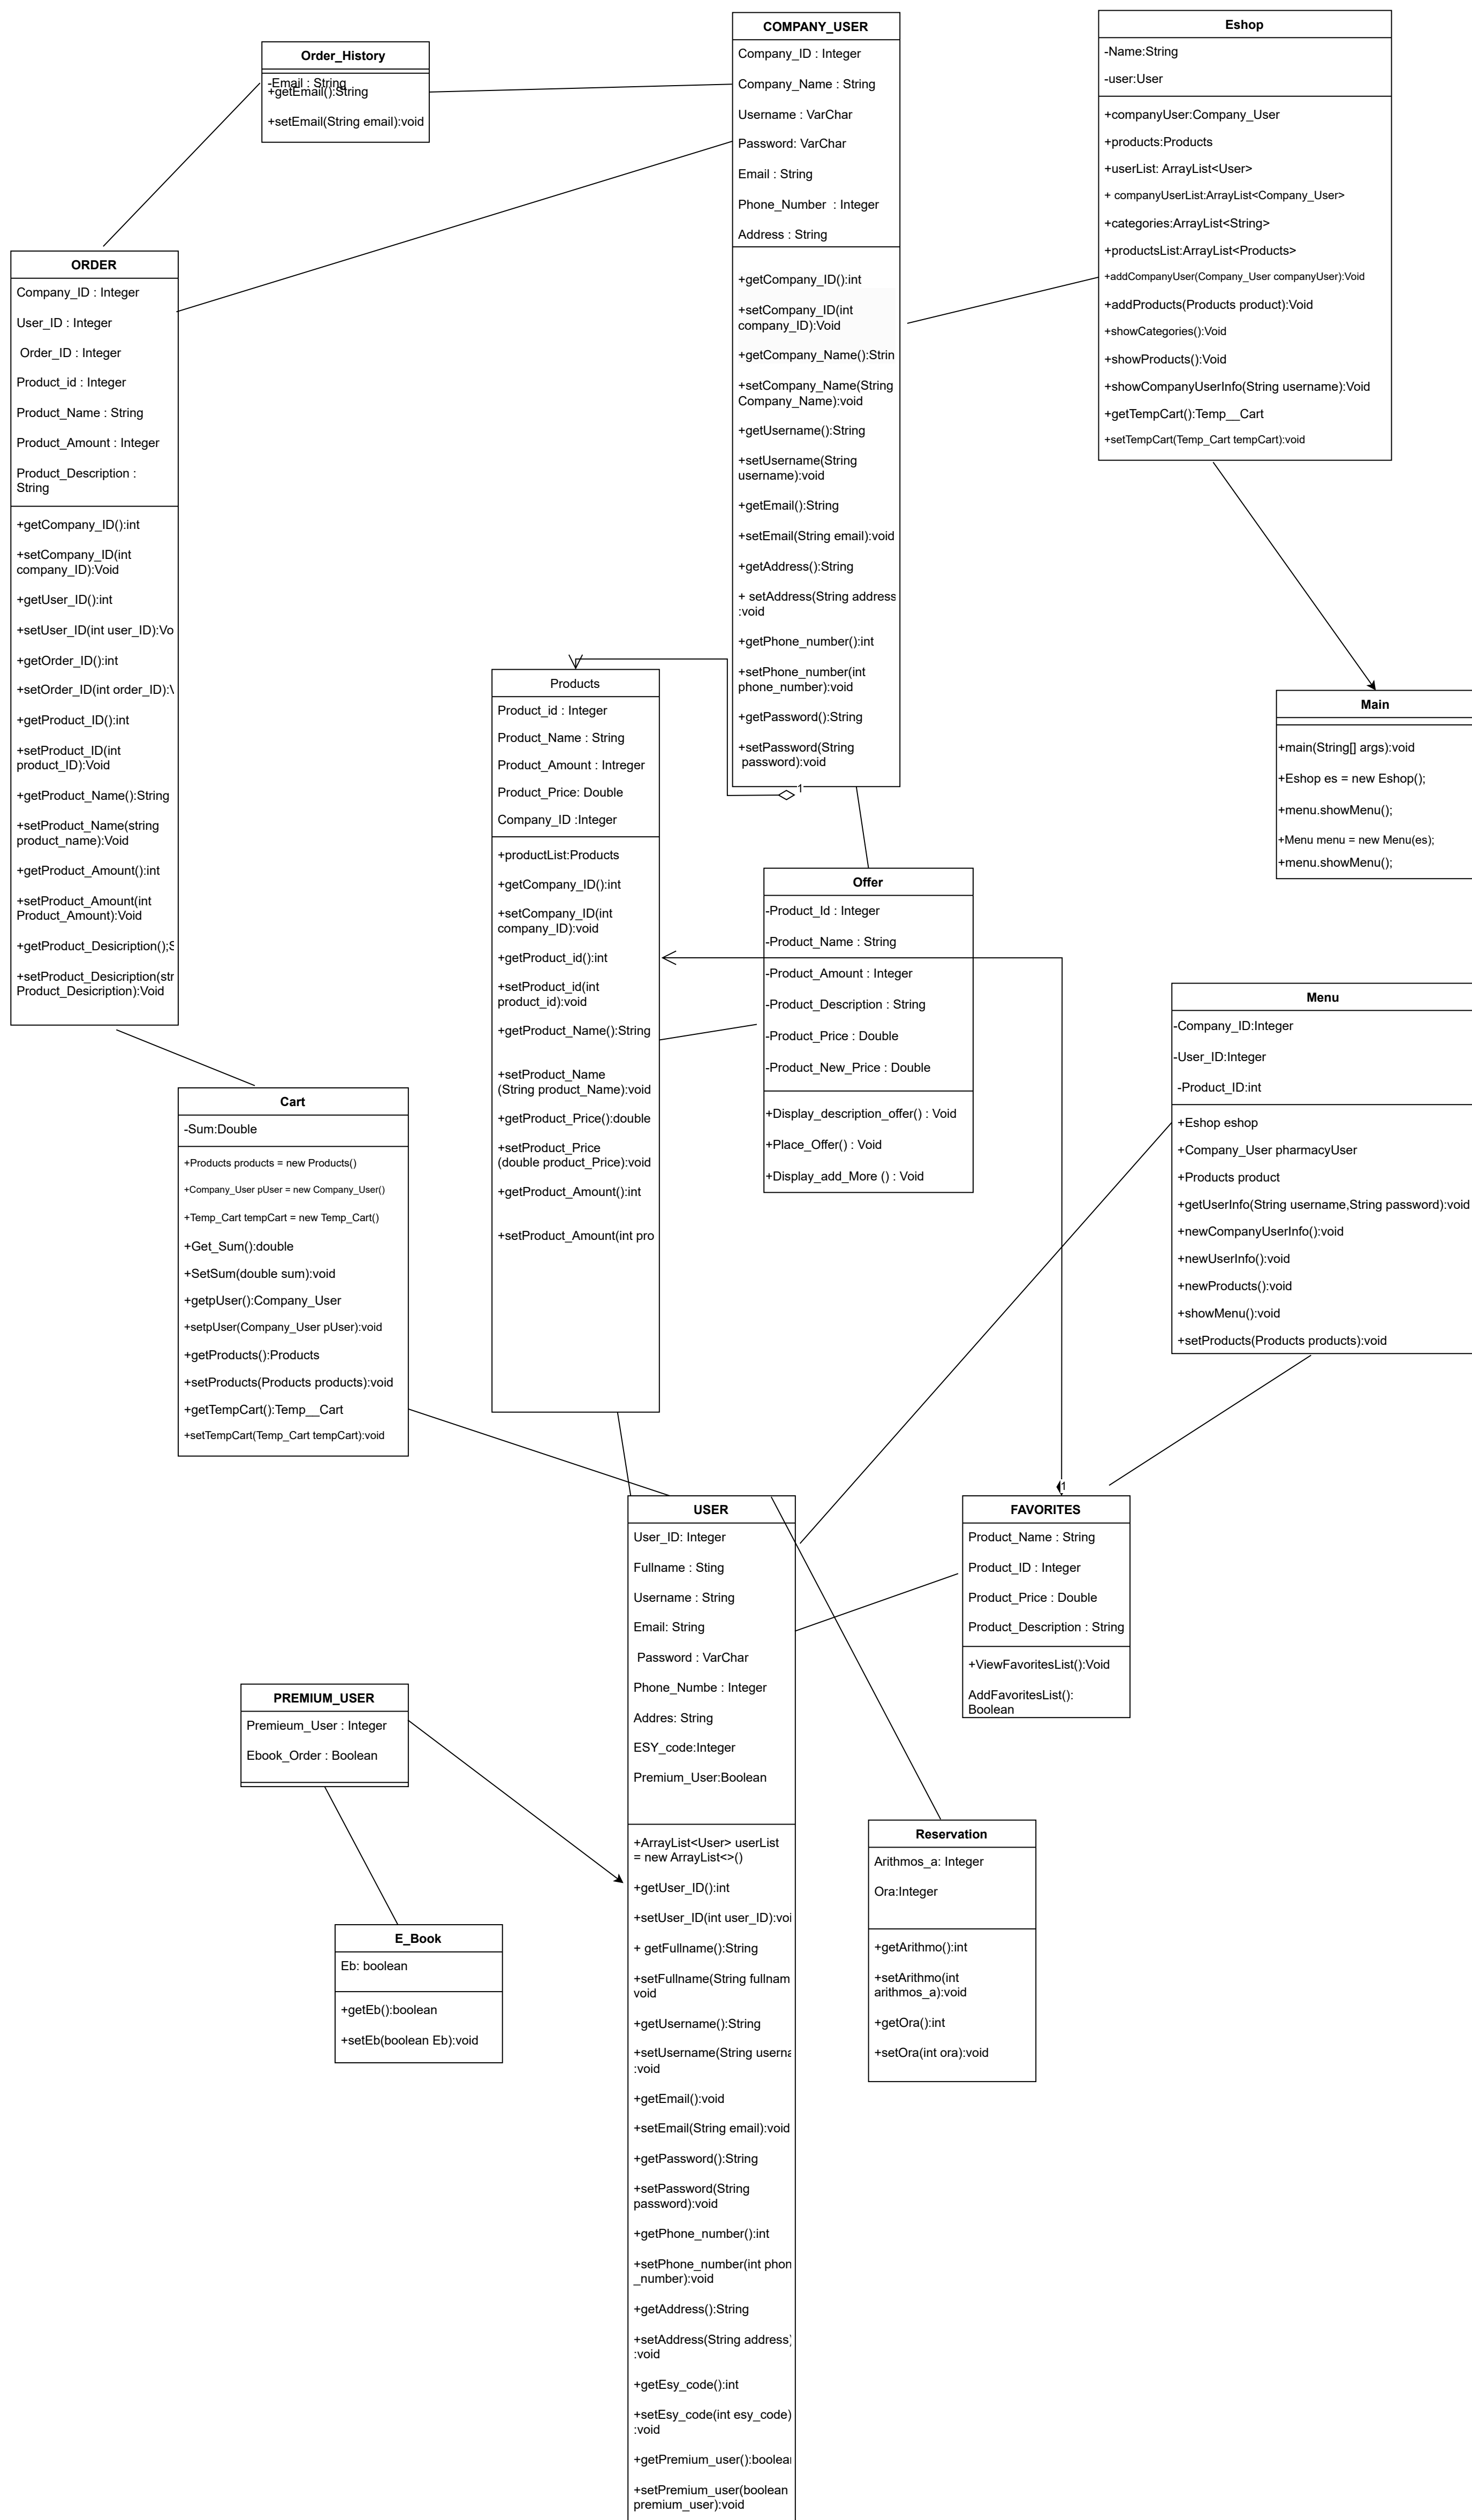 Order_History
-Email : String
+getEmail():String
+setEmail(String email):void
COMPANY_USER
Company_ID : Integer
Company_Name : String
Username : VarChar
Password: VarChar
Email : String
Phone_Number  : Integer
Address : String
+getCompany_ID():int
+setCompany_ID(int
company_ID):Void
+getCompany_Name():Strin
+setCompany_Name(String
Company_Name):void
+getUsername():String
+setUsername(String
username):void
+getEmail():String
+setEmail(String email):void
+getAddress():String
+ setAddress(String address
:void
+getPhone_number():int
+setPhone_number(int
phone_number):void
+getPassword():String
+setPassword(String
password):void
1
Eshop
-Name:String
-user:User
+companyUser:Company_User
+products:Products
+userList: ArrayList<User>
+ companyUserList:ArrayList<Company_User>
+categories:ArrayList<String>
+productsList:ArrayList<Products>
+addCompanyUser(Company_User companyUser):Void
+addProducts(Products product):Void
+showCategories():Void
+showProducts():Void
+showCompanyUserInfo(String username):Void
+getTempCart():Temp__Cart
+setTempCart(Temp_Cart tempCart):void
ORDER
Company_ID : Integer
User_ID : Integer
Order_ID : Integer
Product_id : Integer
Product_Name : String
Product_Amount : Integer
Product_Description :
String
+getCompany_ID():int
+setCompany_ID(int
company_ID):Void
+getUser_ID():int
+setUser_ID(int user_ID):Vo
+getOrder_ID():int
+setOrder_ID(int order_ID):\
+getProduct_ID():int
+setProduct_ID(int
product_ID):Void
+getProduct_Name():String
+setProduct_Name(string
product_name):Void
+getProduct_Amount():int
+setProduct_Amount(int
Product_Amount):Void
+getProduct_Desicription();S
+setProduct_Desicription(str
Product_Desicription):Void
Products
Product_id : Integer
Product_Name : String
Product_Amount : Intreger
Product_Price: Double
Company_ID :Integer
+productList:Products
+getCompany_ID():int
+setCompany_ID(int
company_ID):void
+getProduct_id():int
+setProduct_id(int
product_id):void
+getProduct_Name():String
+setProduct_Name
(String product_Name):void
+getProduct_Price():double
+setProduct_Price
(double product_Price):void
+getProduct_Amount():int
+setProduct_Amount(int pro
Main
+main(String[] args):void
+Eshop es = new Eshop();
+menu.showMenu();
+Menu menu = new Menu(es);
+menu.showMenu();
Offer
-Product_Id : Integer
-Product_Name : String
-Product_Amount : Integer
-Product_Description : String
-Product_Price : Double
-Product_New_Price : Double
+Display_description_offer() : Void
+Place_Offer() : Void
+Display_add_More () : Void
Menu
-Company_ID:Integer
-User_ID:Integer
-Product_ID:int
+Eshop eshop
+Company_User pharmacyUser
+Products product
+getUserInfo(String username,String password):void
+newCompanyUserInfo():void
+newUserInfo():void
+newProducts():void
+showMenu():void
+setProducts(Products products):void
Cart
-Sum:Double
+Products products = new Products()
+Company_User pUser = new Company_User()
+Temp_Cart tempCart = new Temp_Cart()
+Get_Sum():double
+SetSum(double sum):void
+getpUser():Company_User
+setpUser(Company_User pUser):void
+getProducts():Products
+setProducts(Products products):void
+getTempCart():Temp__Cart
+setTempCart(Temp_Cart tempCart):void
USER
User_ID: Integer
Fullname : Sting
Username : String
Email: String
Password : VarChar
Phone_Numbe : Integer
Addres: String
ESY_code:Integer
Premium_User:Boolean
+ArrayList<User> userList
= new ArrayList<>()
+getUser_ID():int
+setUser_ID(int user_ID):voi
+ getFullname():String
+setFullname(String fullnam
void
+getUsername():String
+setUsername(String userna
:void
+getEmail():void
+setEmail(String email):void
+getPassword():String
+setPassword(String
password):void
+getPhone_number():int
+setPhone_number(int phon
_number):void
+getAddress():String
+setAddress(String address)
:void
+getEsy_code():int
+setEsy_code(int esy_code)
:void
+getPremium_user():boolea
+setPremium_user(boolean
premium_user):void
1
FAVORITES
Product_Name : String
Product_ID : Integer
Product_Price : Double
Product_Description : String
+ViewFavoritesList():Void
AddFavoritesList():
Boolean
PREMIUM_USER
Premieum_User : Integer
Ebook_Order : Boolean
Reservation
Arithmos_a: Integer
Ora:Integer
+getArithmo():int
+setArithmo(int
arithmos_a):void
+getOra():int
+setOra(int ora):void
E_Book
Eb: boolean
+getEb():boolean
+setEb(boolean Eb):void